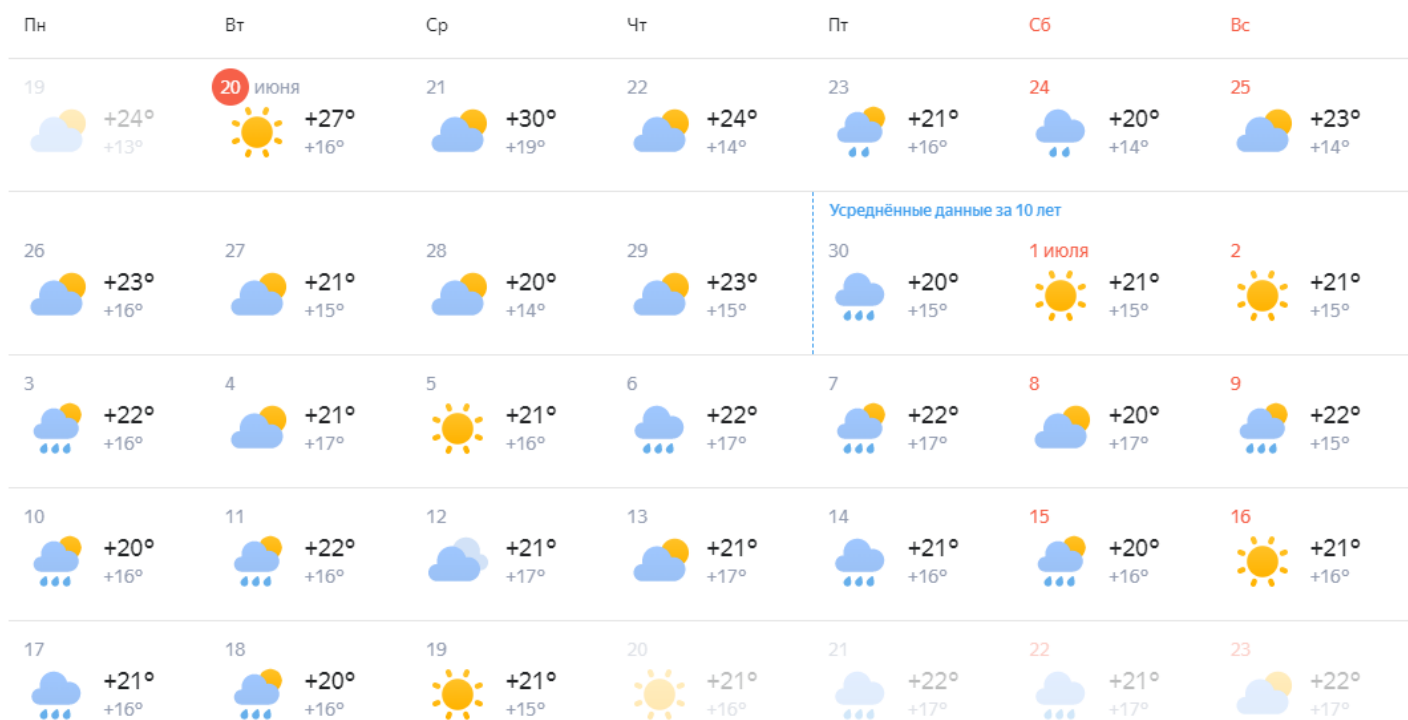 Пн Вт Ср Чт Пт Сб Вс
19 20 июня 21 22 23 24 25
+24° +27° +30° +24° +21° +20° +23°
+13° +16° +19° +14° +16° +14° +14°
Усреднённые данные за 10 лет
26 27 28 29 30 1 июля 2
+23° +21° +20° +23° +20° +21° +21°
+16° +15° +14° +15° +15° +15° +15°
3 4 5 6 7 8 9
+22° +21° +21° +22° +22° +20° +22°
+16° +17° +16° +17° +17° +17° +15°
10 11 12 13 14 15 16
+20° +22° +21° +21° +21° +20° +21°
+16° +16° +17° +17° +16° +16° +16°
17 18 19 20 21 22 23
+21° +20° +21° +21° +22° +21° +22°
+16° +16° +15° +16° +17° +17° +17°